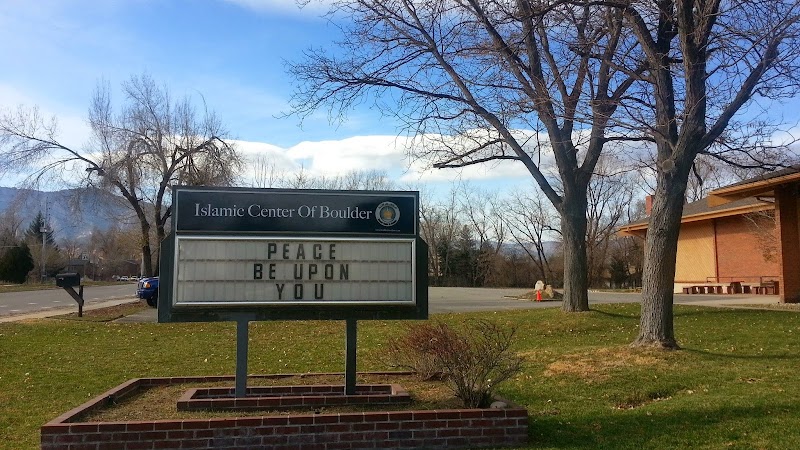 Islamic Center Of Boulder
PEACE
BE UPON
YOU